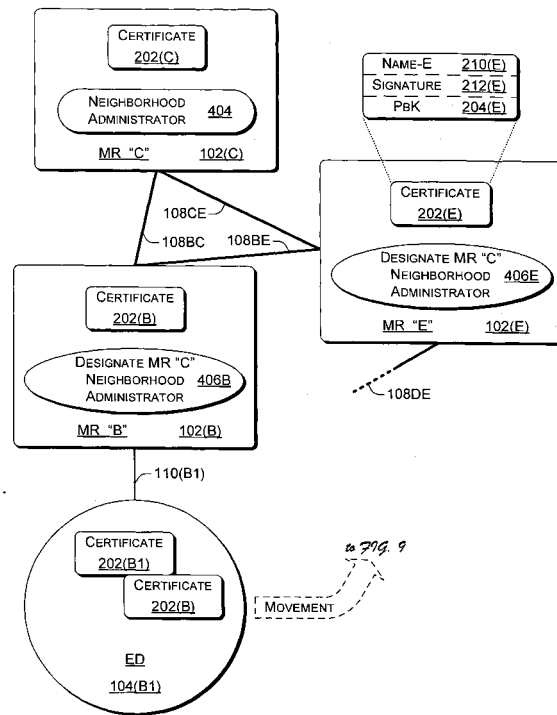 CERTIFICATE
202(C)
NEIGHBORHOOD
ADMINISTRATOR 404
MR "C" 102(C)
NAME-E 210(E)
SIGNATURE 212(E)
PBK 204(E)
108CE
108BC
108BE
CERTIFICATE
202(E)
DESIGNATE MR "C"
NEIGHBORHOOD 406E
ADMINISTRATOR
MR "E" 102(E)
108DE
CERTIFICATE
202(B)
DESIGNATE MR "C"
NEIGHBORHOOD 406B
ADMINISTRATOR
MR "B" 102(B)
110(B1)
CERTIFICATE
202(B1)
CERTIFICATE
202(B)
ED
104(B1)
to FIG. 9
MOVEMENT